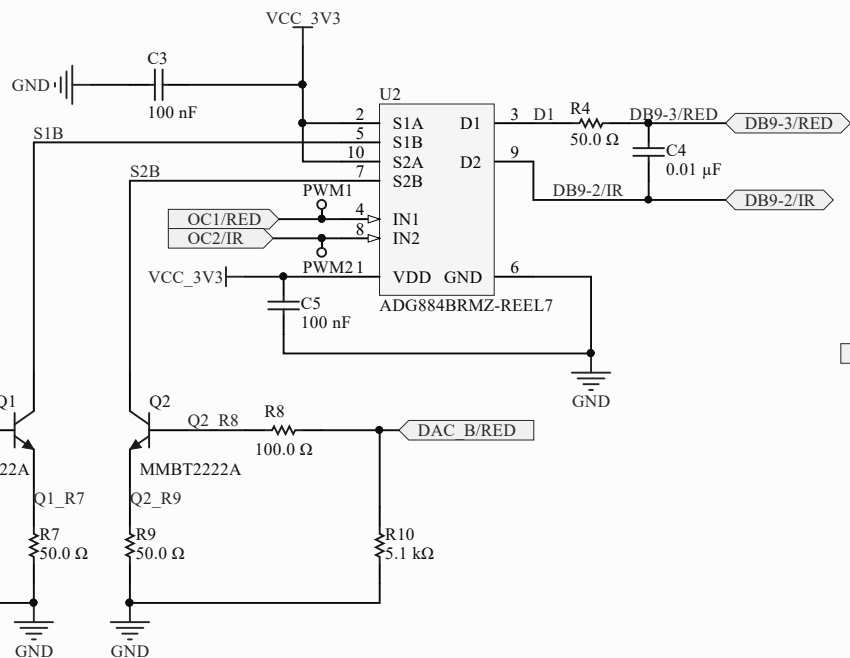 VCC_3V3
C3
GND
100 nF
U2
S1B
2 S1A D1 3 D1
R4
50.0 Ω
DB9-3/RED
DB9-3/RED
5 S1B
10 S2A D2 9
7 S2B
C4
0.01 µF
S2B
DB9-2/IR
DB9-2/IR
PWM1
OC1/RED
4 IN1
OC2/IR
8 IN2
PWM2
VCC_3V3
1 VDD GND 6
C5
100 nF
ADG884BRMZ-REEL7
GND
Q1
Q2
Q2_R8
R8
100.0 Ω
DAC_B/RED
22A
MMBT2222A
Q1_R7
Q2_R9
R7
50.0 Ω
R9
50.0 Ω
R10
5.1 kΩ
GND
GND